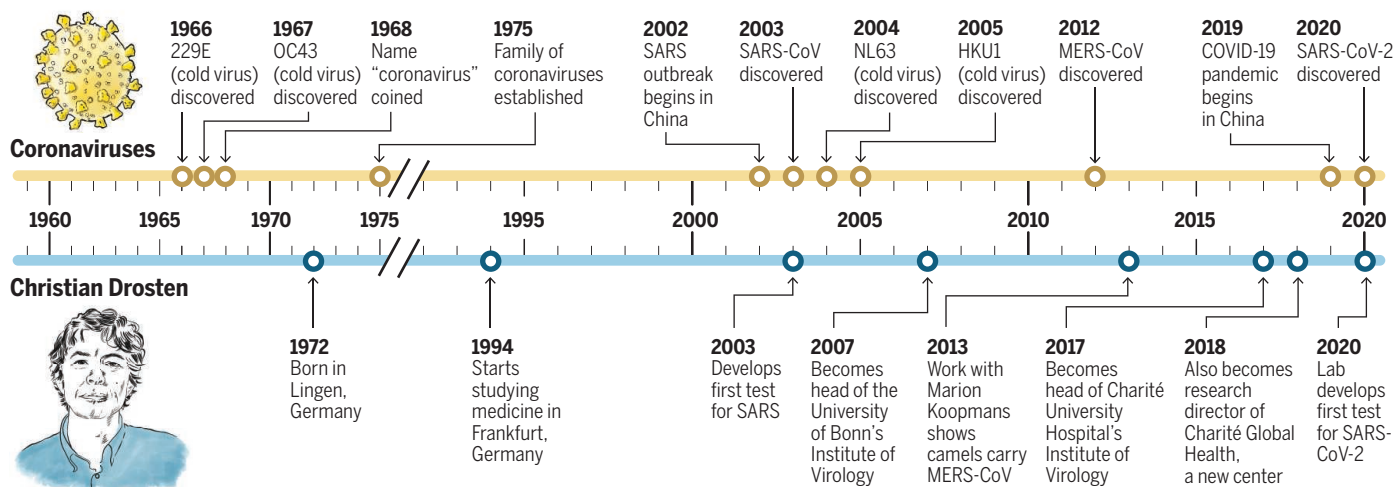 1966
229E
(cold virus)
discovered
1967
OC43
(cold virus)
discovered
1968
Name
“coronavirus”
coined
1975
Family of
coronaviruses
established
2002
SARS
outbreak
begins in
China
2003
SARS-CoV
discovered
2004
NL63
(cold virus)
discovered
2005
HKU1
(cold virus)
discovered
2012
MERS-CoV
discovered
2019
COVID-19
pandemic
begins
in China
2020
SARS-CoV-2
discovered
Coronaviruses
1960 1965 1970 1975 1995 2000 2005 2010 2015 2020
Christian Drosten
1972
Born in
Lingen,
Germany
1994
Starts
studying
medicine in
Frankfurt,
Germany
2003
Develops
first test
for SARS
2007
Becomes
head of the
University
of Bonn’s
Institute of
Virology
2013
Work with
Marion
Koopmans
shows
camels carry
MERS-CoV
2017
Becomes
head of Charité
University
Hospital’s
Institute of
Virology
2018
Also becomes
research
director of
Charité Global
Health,
a new center
2020
Lab
develops
first test
for SARS-
CoV-2